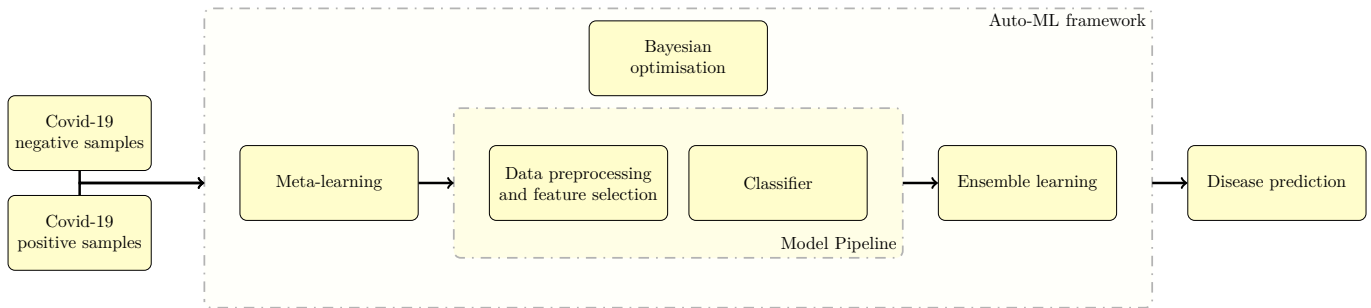 Auto-ML framework
Bayesian
optimisation
Covid-19
negative samples
Covid-19
positive samples
Meta-learning
Data preprocessing
and feature selection
Classifier
Model Pipeline
Ensemble learning
Disease prediction